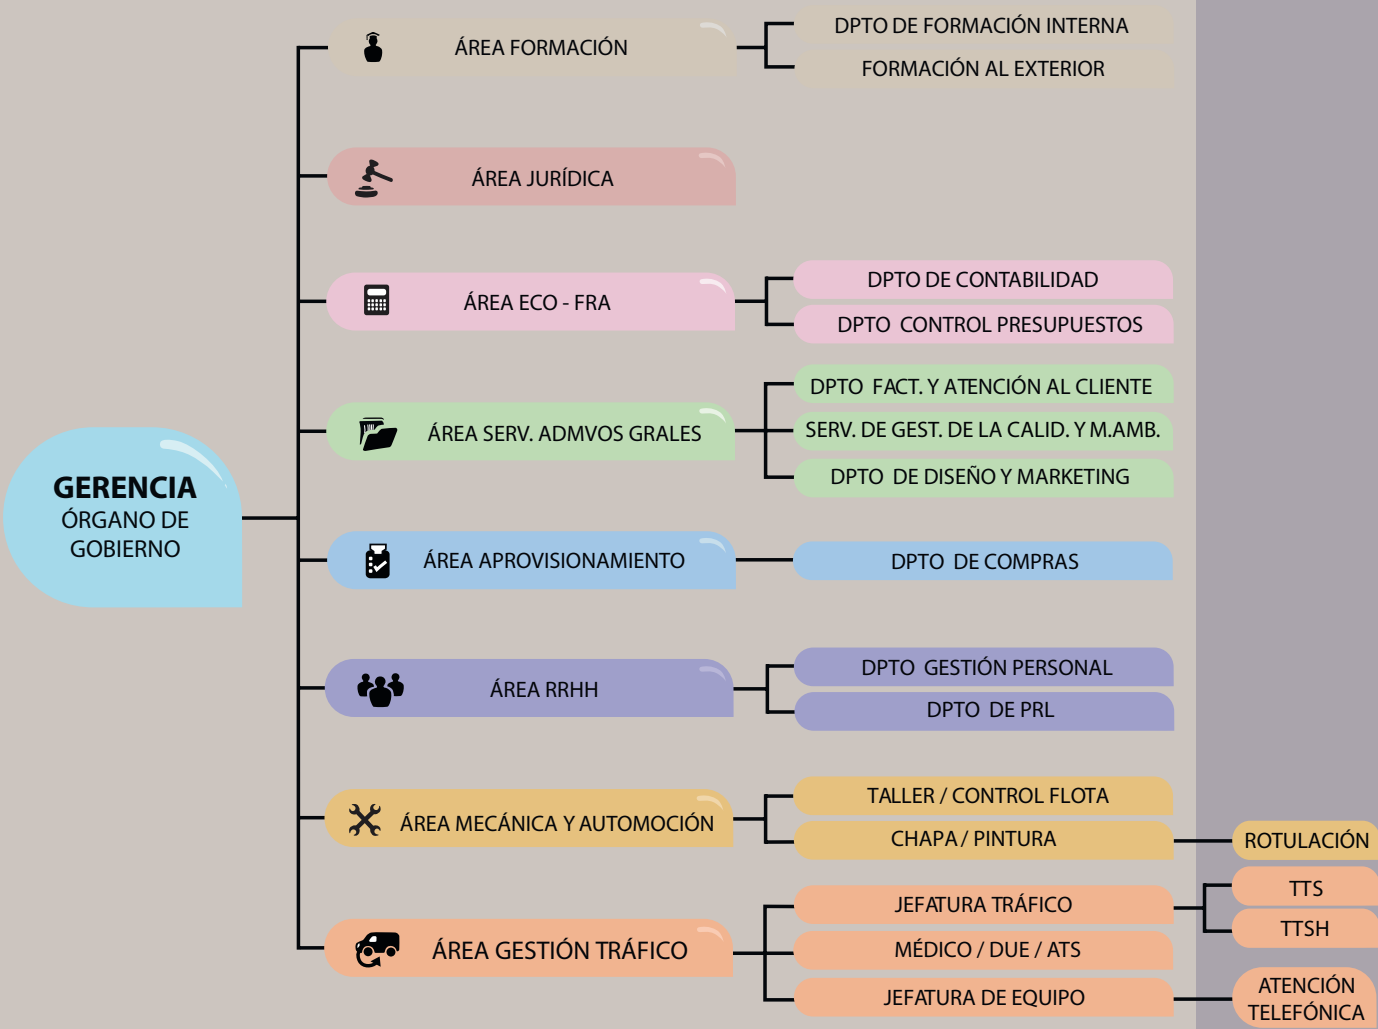 GERENCIA
ÓRGANO DE
GOBIERNO
ÁREA FORMACIÓN
DPTO DE FORMACIÓN INTERNA
FORMACIÓN AL EXTERIOR
ÁREA JURÍDICA
ÁREA ECO - FRA
DPTO DE CONTABILIDAD
DPTO CONTROL PRESUPUESTOS
ÁREA SERV. ADMVOS GRALES
DPTO FACT. Y ATENCIÓN AL CLIENTE
SERV. DE GEST. DE LA CALID. Y M.AMB.
DPTO DE DISEÑO Y MARKETING
ÁREA APROVISIONAMIENTO
DPTO DE COMPRAS
ÁREA RRHH
DPTO GESTIÓN PERSONAL
DPTO DE PRL
ÁREA MECÁNICA Y AUTOMOCIÓN
TALLER / CONTROL FLOTA
CHAPA / PINTURA
ROTULACIÓN
ÁREA GESTIÓN TRÁFICO
JEFATURA TRÁFICO
TTS
TTSH
MÉDICO / DUE / ATS
JEFATURA DE EQUIPO
ATENCIÓN
TELEFÓNICA